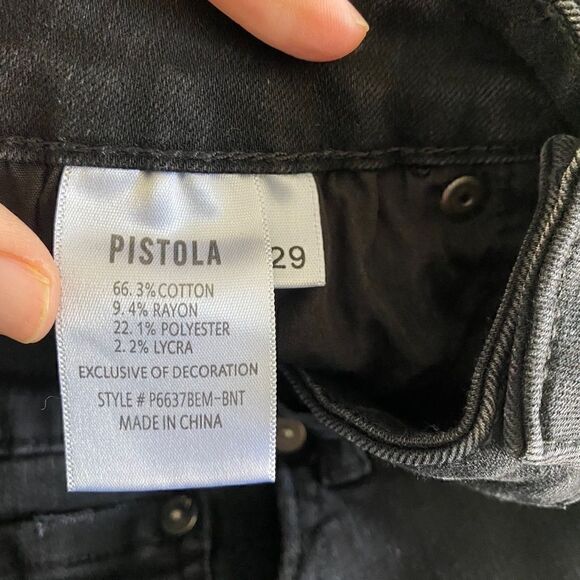 PISTOLA
29
66.3% COTTON
9.4% RAYON
22.1% POLYESTER
2.2% LYCRA
EXCLUSIVE OF DECORATION
STYLE # P6637BEM-BNT
MADE IN CHINA